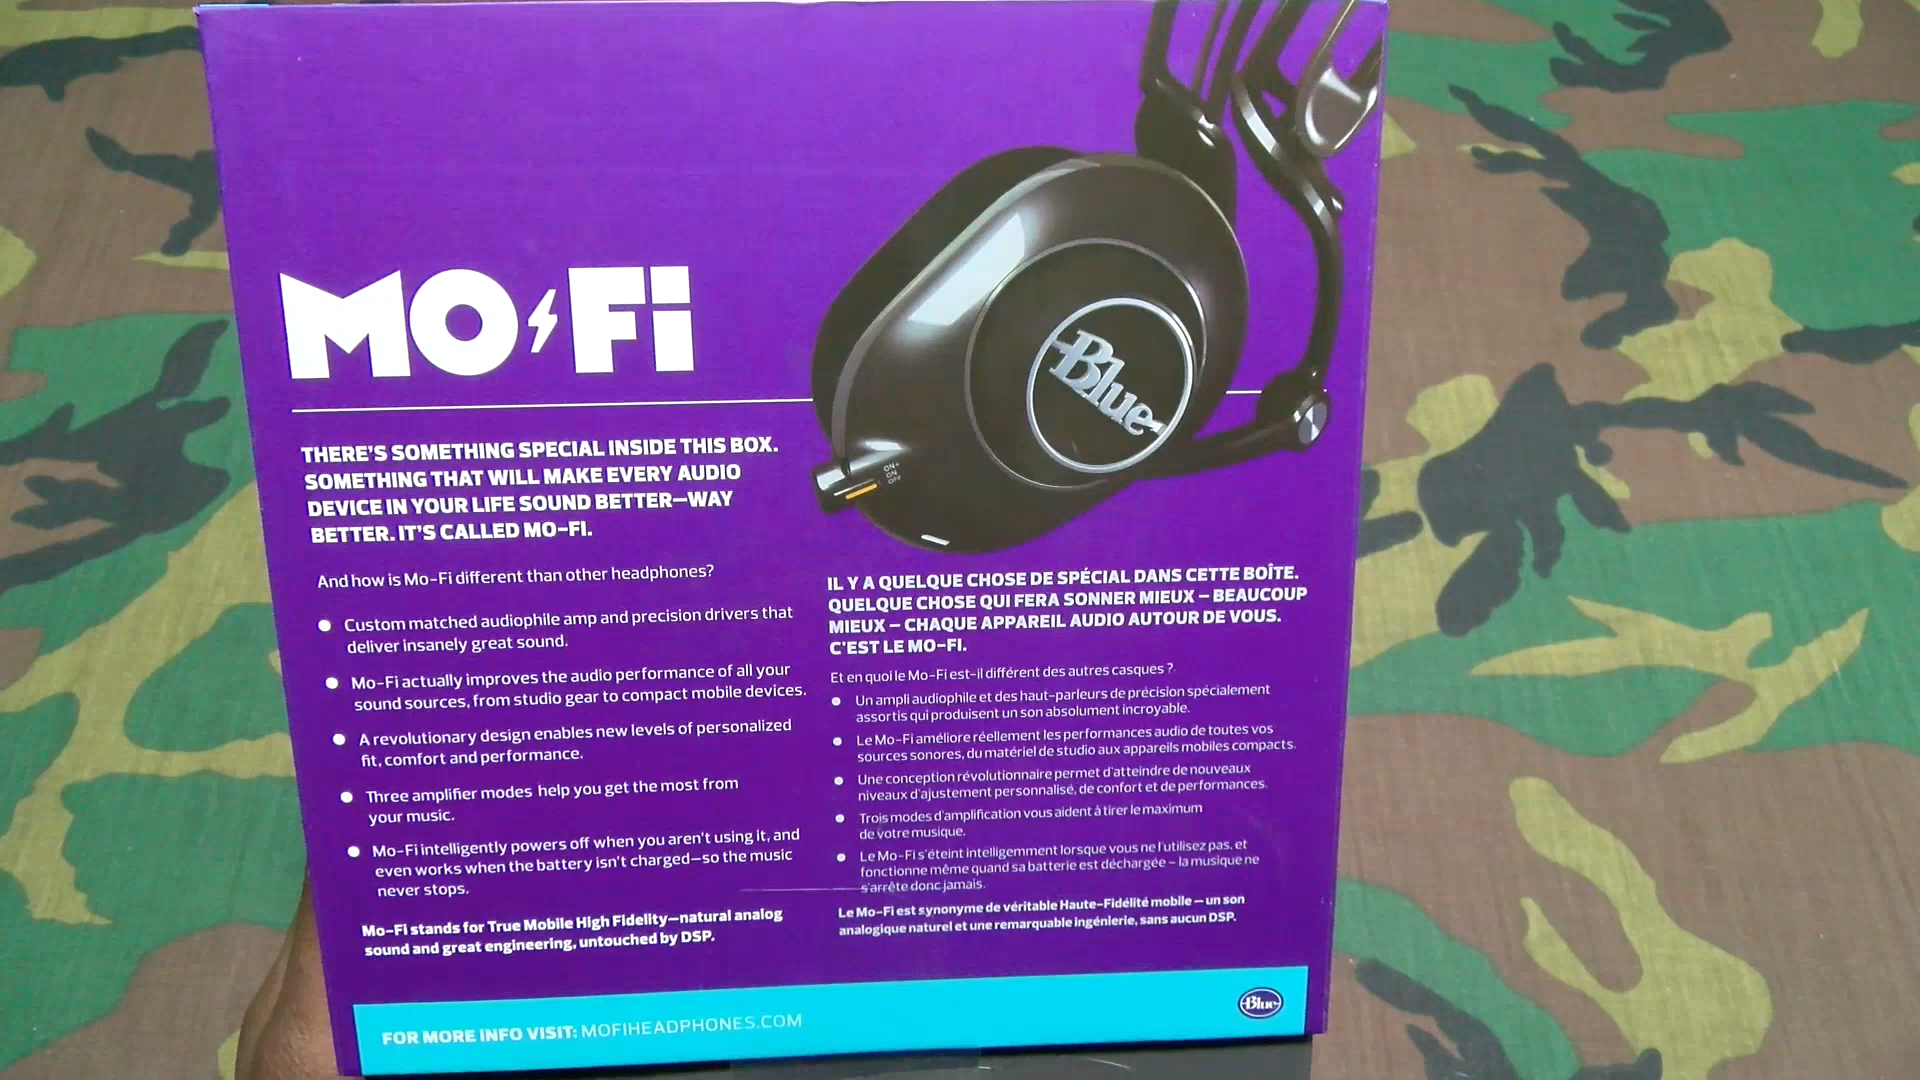 MO FI
Blue
ON+
ON
OFF
THERE'S SOMETHING SPECIAL INSIDE THIS BOX.
SOMETHING THAT WILL MAKE EVERY AUDIO
DEVICE IN YOUR LIFE SOUND BETTER—WAY
BETTER. IT'S CALLED MO-FI.
And how is Mo-Fi different than other headphones?
Custom matched audiophile amp and precision drivers that
deliver insanely great sound.
Mo-Fi actually improves the audio performance of all your
sound sources, from studio gear to compact mobile devices.
A revolutionary design enables new levels of personalized
fit, comfort and performance.
Three amplifier modes help you get the most from
your music.
Mo-Fi intelligently powers off when you aren't using it, and
even works when the battery isn't charged—so the music
never stops.
Mo-Fi stands for True Mobile High Fidelity—natural analog
sound and great engineering, untouched by DSP.
IL Y A QUELQUE CHOSE DE SPÉCIAL DANS CETTE BOÎTE.
QUELQUE CHOSE QUI FERA SONNER MIEUX – BEAUCOUP
MIEUX – CHAQUE APPAREIL AUDIO AUTOUR DE VOUS.
C'EST LE MO-FI.
Et en quoi le Mo-Fi est-il différent des autres casques ?
Un ampli audiophile et des haut-parleurs de précision spécialement
assortis qui produisent un son absolument incroyable.
Le Mo-Fi améliore réellement les performances audio de toutes vos
sources sonores, du matériel de studio aux appareils mobiles compacts.
Une conception révolutionnaire permet d'atteindre de nouveaux
niveaux d'ajustement personnalisé, de confort et de performances.
Trois modes d'amplification vous aident à tirer le maximum
de votre musique.
Le Mo-Fi s'éteint intelligemment lorsque vous ne l'utilisez pas, et
fonctionne même quand sa batterie est déchargée – la musique ne
s'arrête donc jamais.
Le Mo-Fi est synonyme de véritable Haute-Fidélité mobile – un son
analogique naturel et une remarquable ingénierie, sans aucun DSP.
FOR MORE INFO VISIT: MOFIHEADPHONES.COM
Blue